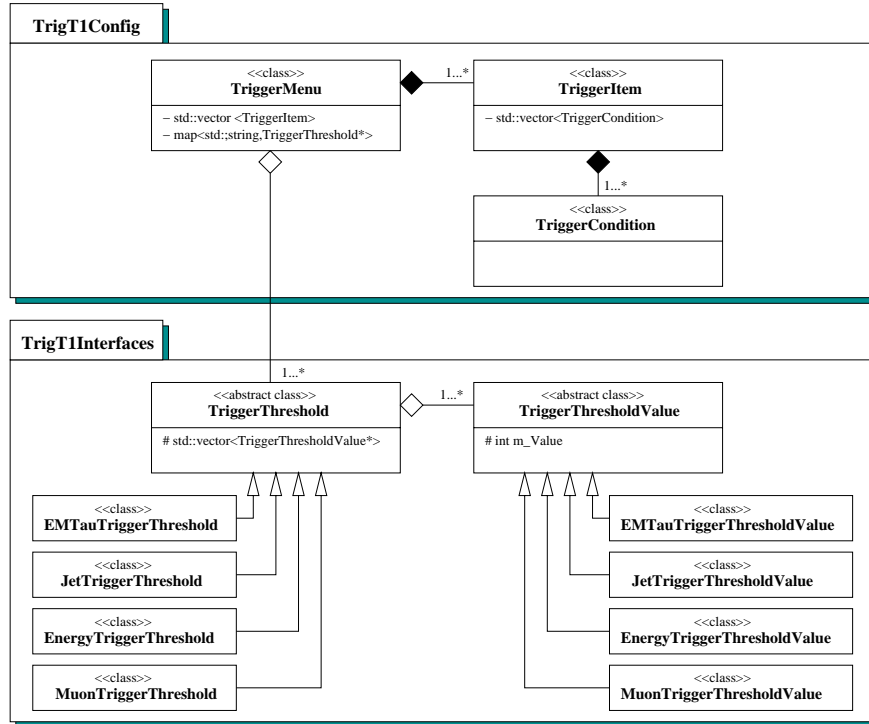 TrigT1Config
<<class>>
TriggerMenu
– std::vector <TriggerItem>
– map<std:;string,TriggerThreshold*>
1...*
<<class>>
TriggerItem
– std::vector<TriggerCondition>
1...*
<<class>>
TriggerCondition
TrigT1Interfaces
1...*
<<abstract class>>
TriggerThreshold
# std::vector<TriggerThresholdValue*>
1...*
<<abstract class>>
TriggerThresholdValue
# int m_Value
<<class>>
EMTauTriggerThreshold
<<class>>
JetTriggerThreshold
<<class>>
EnergyTriggerThreshold
<<class>>
MuonTriggerThreshold
<<class>>
EMTauTriggerThresholdValue
<<class>>
JetTriggerThresholdValue
<<class>>
EnergyTriggerThresholdValue
<<class>>
MuonTriggerThresholdValue